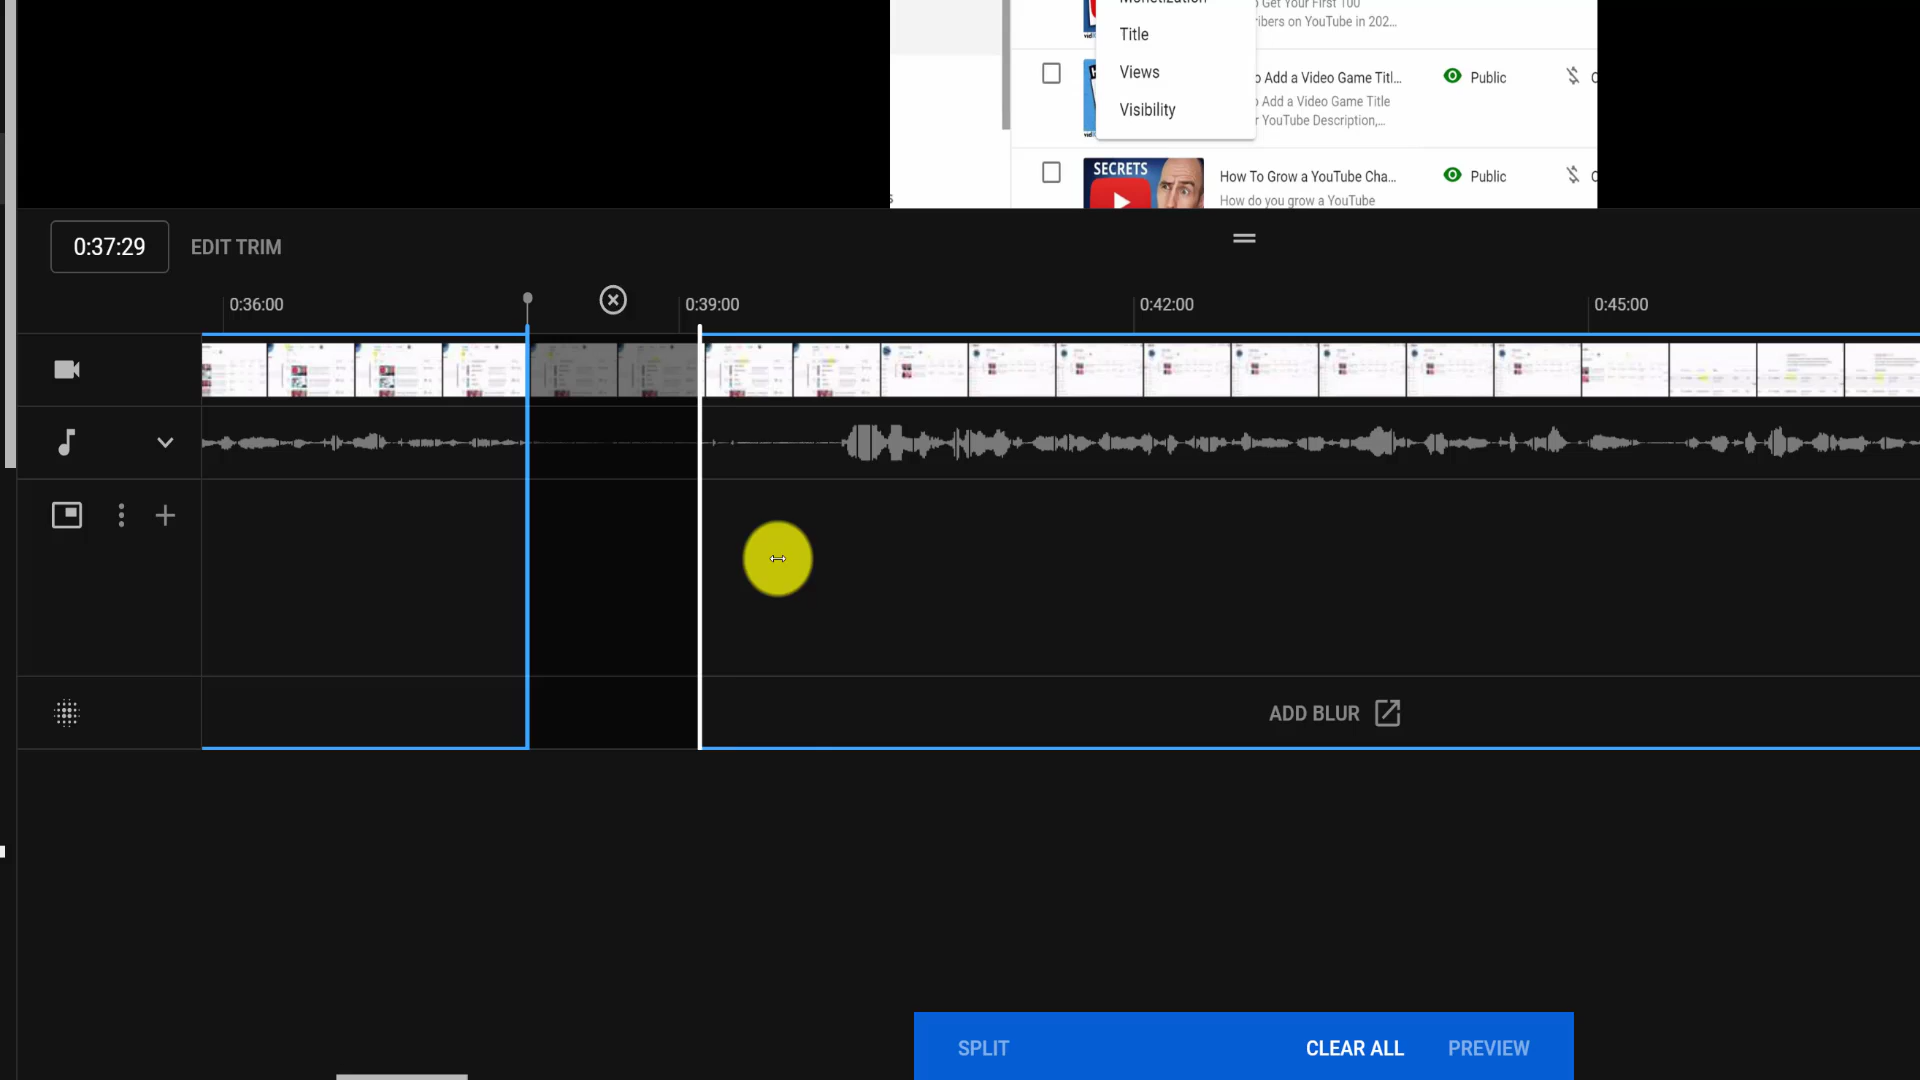 Get Your First 100
ribers on YouTube in 202...
Title
Views
Visibility
Add a Video Game Titl...
Add a Video Game Title
r YouTube Description,...
Public
SECRETS
How To Grow a YouTube Cha...
How do you grow a YouTube
Public
0:37:29
EDIT TRIM
0:36:00
0:39:00
0:42:00
0:45:00
ADD BLUR
SPLIT
CLEAR ALL
PREVIEW